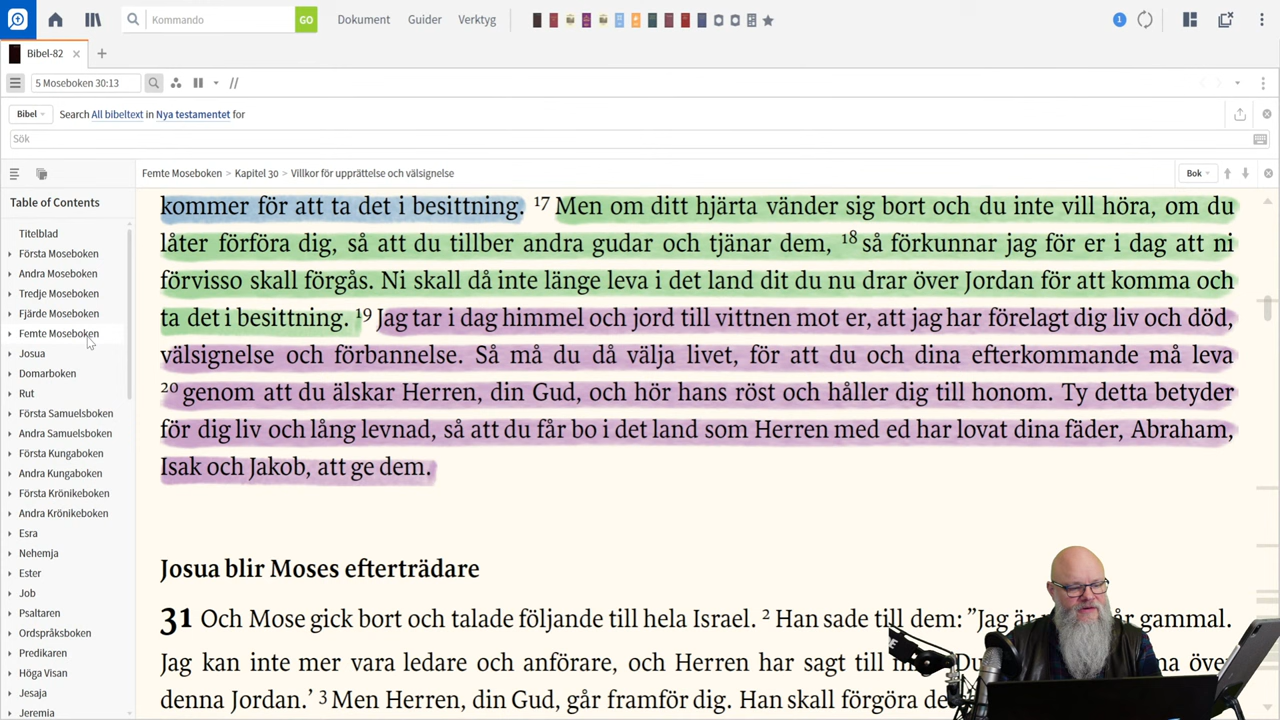 Kommando
GO
Dokument
Guider
Verktyg
1
Bibel-82
5 Moseboken 30:13
Bibel
Search All bibeltext in Nya testamentet for
Sök
Femte Moseboken > Kapitel 30 > Villkor för upprättelse och välsignelse
Bok
Table of Contents
Titelblad
Första Moseboken
Andra Moseboken
Tredje Moseboken
Fjärde Moseboken
Femte Moseboken
Josua
Domarboken
Rut
Första Samuelsboken
Andra Samuelsboken
Första Kungaboken
Andra Kungaboken
Första Krönikeboken
Andra Krönikeboken
Esra
Nehemja
Ester
Job
Psaltaren
Ordspråksboken
Predikaren
Höga Visan
Jesaja
Jeremia
kommer för att ta det i besittning. 17 Men om ditt hjärta vänder sig bort och du inte vill höra, om du
låter förföra dig, så att du tillber andra gudar och tjänar dem, 18 så förkunnar jag för er i dag att ni
förvisso skall förgås. Ni skall då inte länge leva i det land dit du nu drar över Jordan för att komma och
ta det i besittning. 19 Jag tar i dag himmel och jord till vittnen mot er, att jag har förelagt dig liv och död,
välsignelse och förbannelse. Så må du då välja livet, för att du och dina efterkommande må leva
20 genom att du älskar Herren, din Gud, och hör hans röst och håller dig till honom. Ty detta betyder
för dig liv och lång levnad, så att du får bo i det land som Herren med ed har lovat dina fäder, Abraham,
Isak och Jakob, att ge dem.
Josua blir Moses efterträdare
31 Och Mose gick bort och talade följande till hela Israel. 2 Han sade till dem: ”Jag är gammal.
Jag kan inte mer vara ledare och anförare, och Herren har sagt till
denna Jordan.’ 3 Men Herren, din Gud, går framför dig. Han skall förgöra